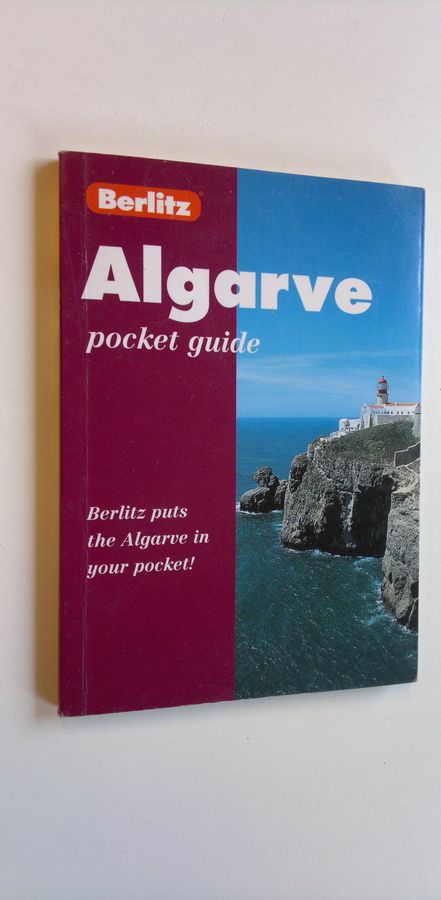 Berlitz®
Algarve
pocket guide
Berlitz puts
the Algarve in
your pocket!